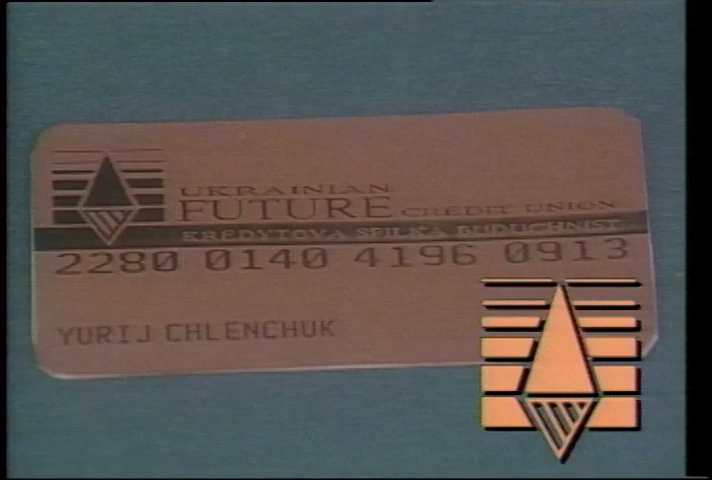 UKRAINIAN
FUTURE CREDIT UNION
KREDYTOVA SPILKA BUDUCHNIST
2280 0140 4196 0913
YURIJ CHLENCHUK